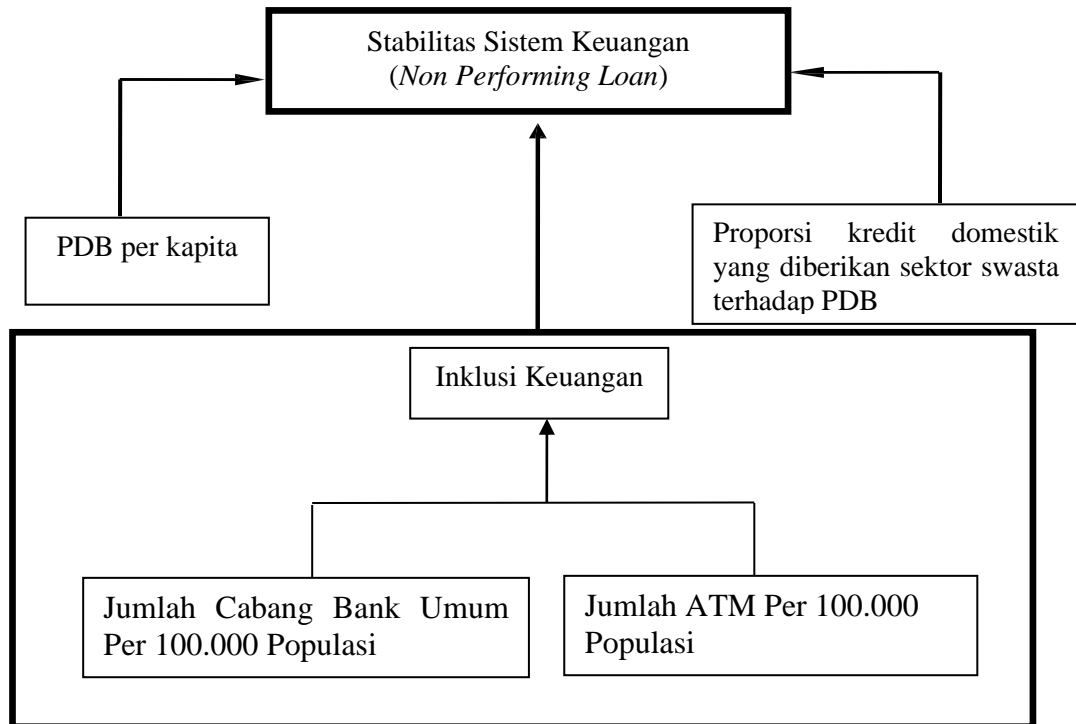 Stabilitas Sistem Keuangan
(Non Performing Loan)
PDB per kapita
Proporsi kredit domestik
yang diberikan sektor swasta
terhadap PDB
Inklusi Keuangan
Jumlah Cabang Bank Umum
Per 100.000 Populasi
Jumlah ATM Per 100.000
Populasi